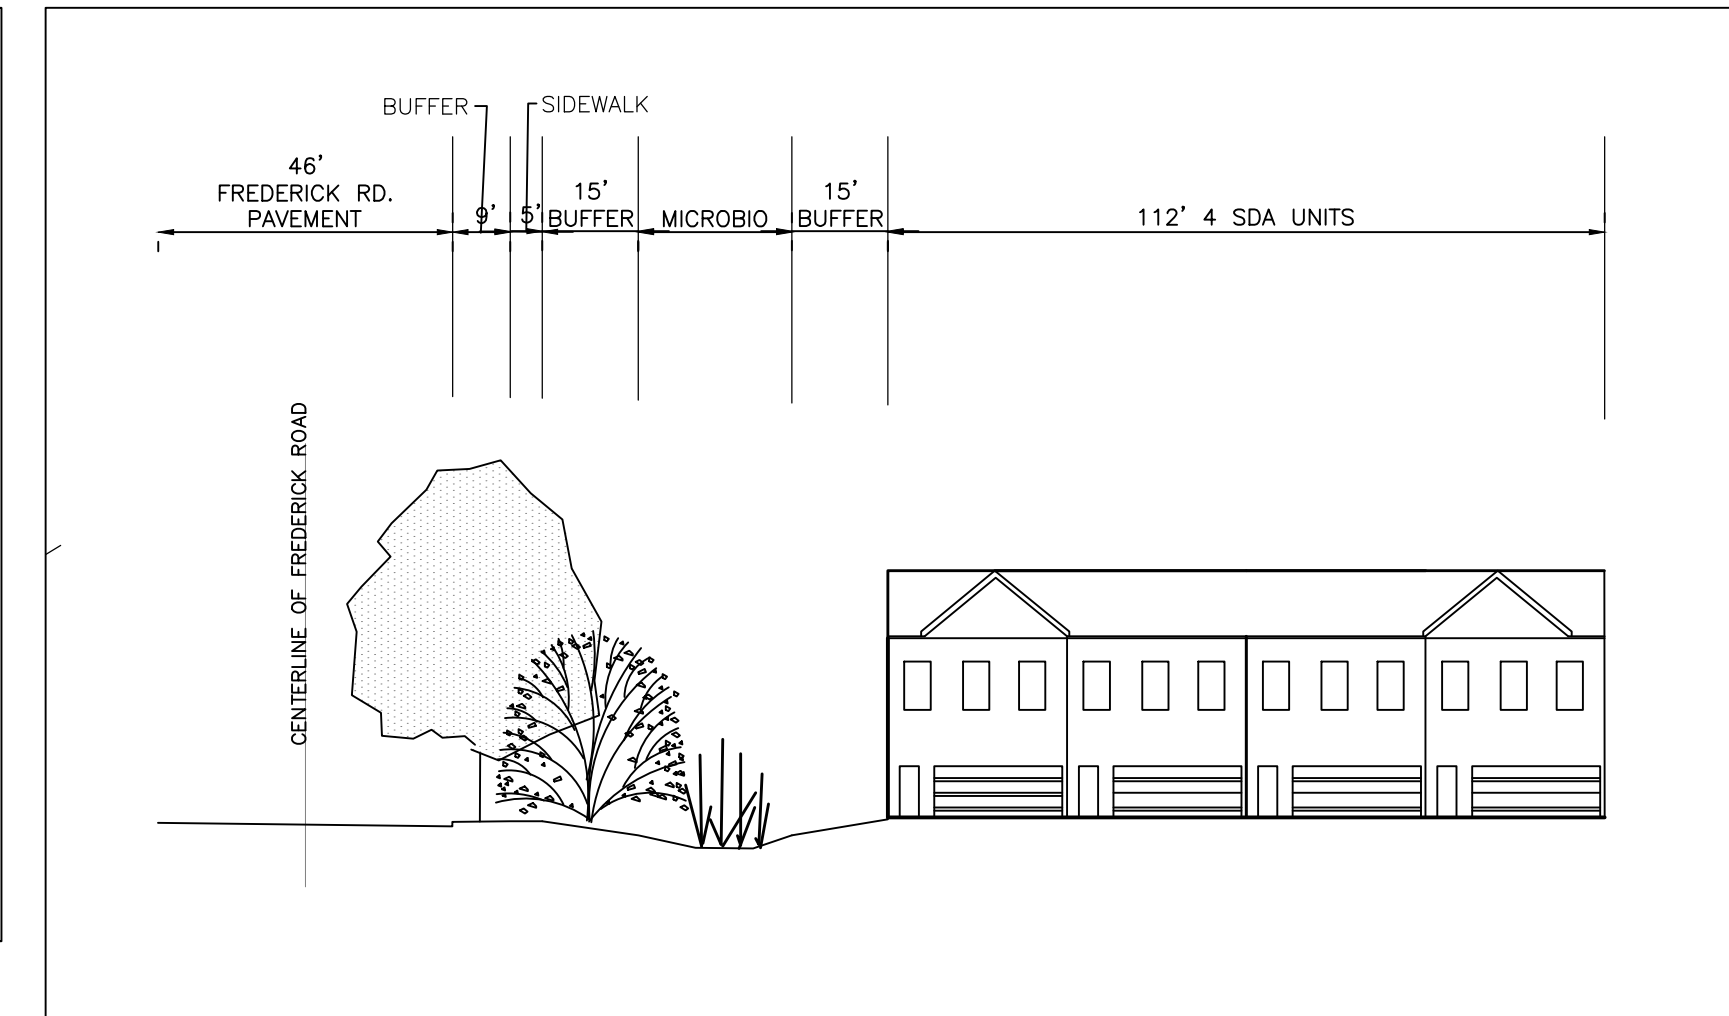 BUFFER
SIDEWALK
46'
FREDERICK RD.
PAVEMENT
9'
5'
15'
BUFFER
MICROBIO
15'
BUFFER
112' 4 SDA UNITS
CENTERLINE OF FREDERICK ROAD